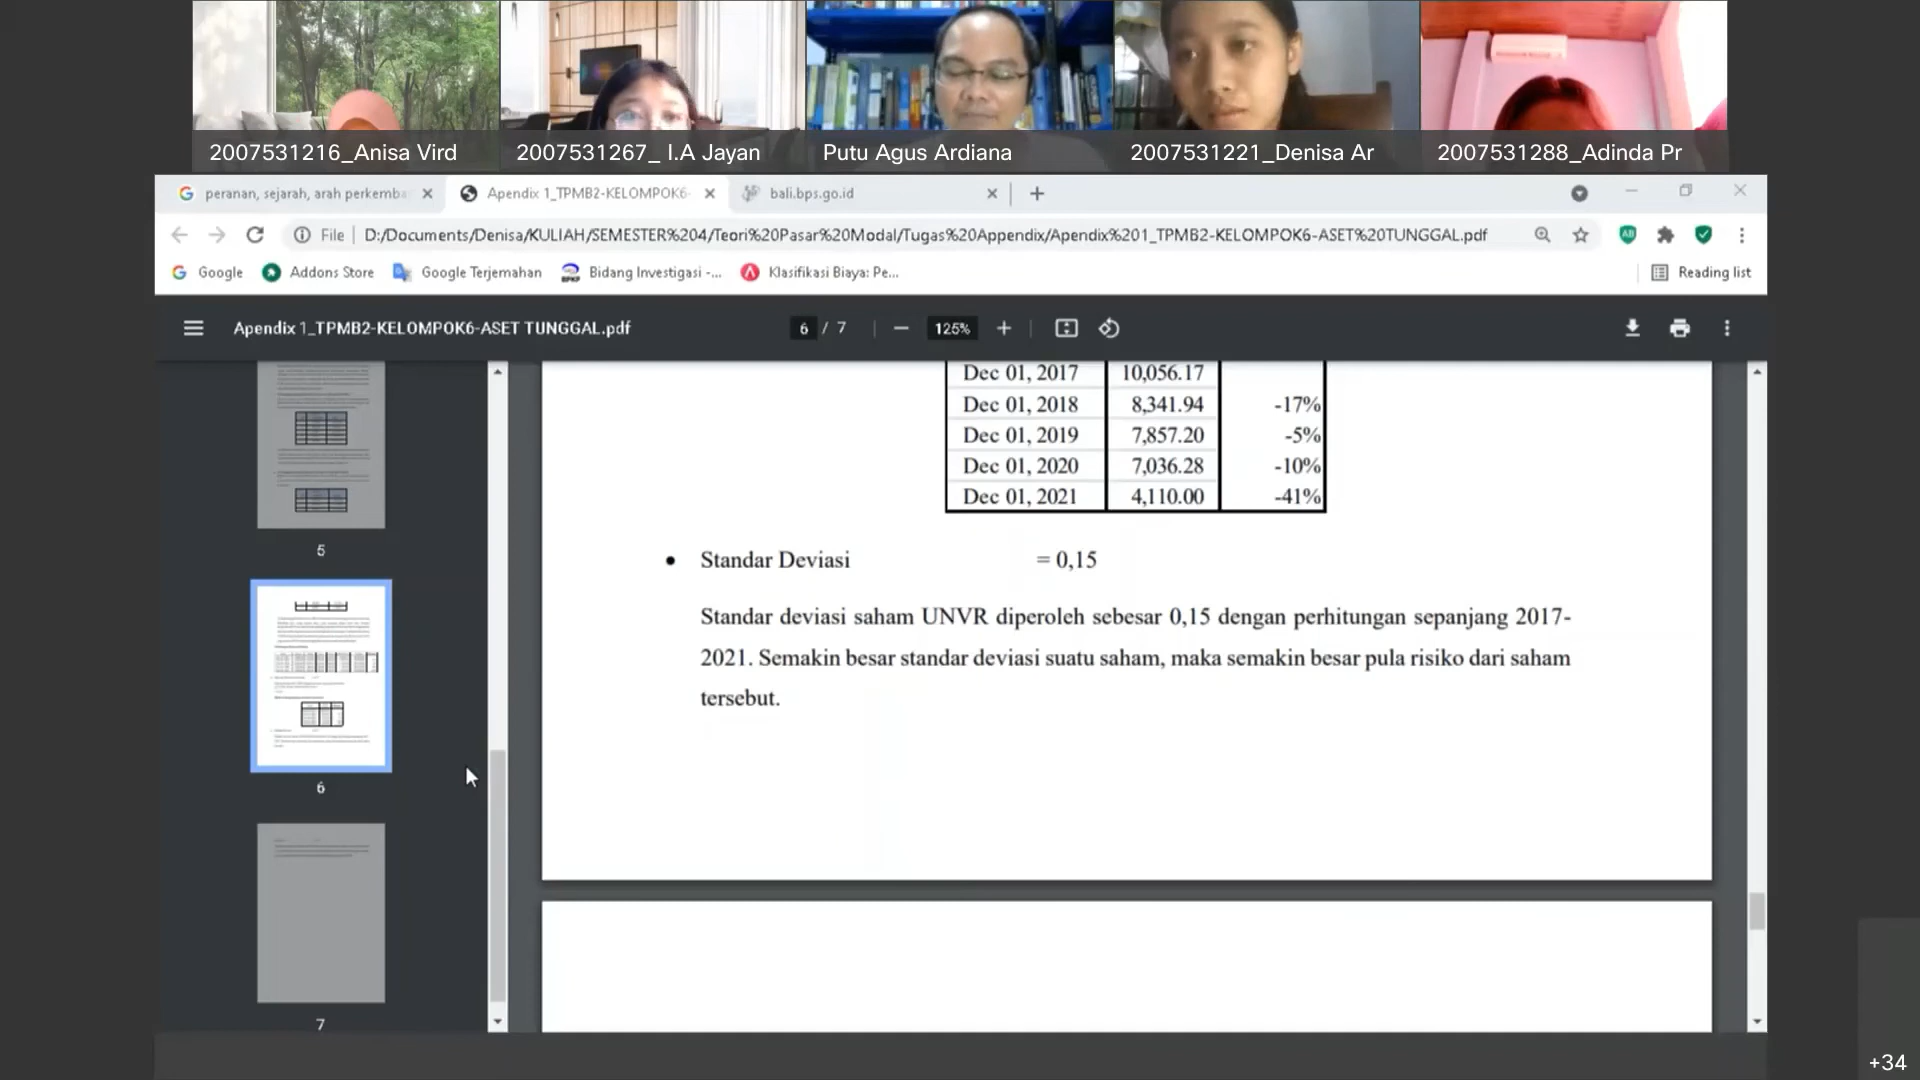 2007531216_Anisa Vird
2007531267_ I.A Jayan
Putu Agus Ardiana
2007531221_Denisa Ar
2007531288_Adinda Pr
peranan, sejarah, arah perkemba
Apendix 1_TPMB2-KELOMPOK6-
bali.bps.go.id
File
D:/Documents/Denisa/KULIAH/SEMESTER%204/Teori%20Pasar%20Modal/Tugas%20Appendix/Apendix%201_TPMB2-KELOMPOK6-ASET%20TUNGGAL.pdf
Google
Addons Store
Google Terjemahan
Bidang Investigasi -...
Klasifikasi Biaya: Pe...
Reading list
Apendix 1_TPMB2-KELOMPOK6-ASET TUNGGAL.pdf
6 / 7
125%
Dec 01, 2017 10,056.17
Dec 01, 2018 8,341.94 -17%
Dec 01, 2019 7,857.20 -5%
Dec 01, 2020 7,036.28 -10%
Dec 01, 2021 4,110.00 -41%
• Standar Deviasi = 0,15
Standar deviasi saham UNVR diperoleh sebesar 0,15 dengan perhitungan sepanjang 2017-
2021. Semakin besar standar deviasi suatu saham, maka semakin besar pula risiko dari saham
tersebut.
5
6
7
+34